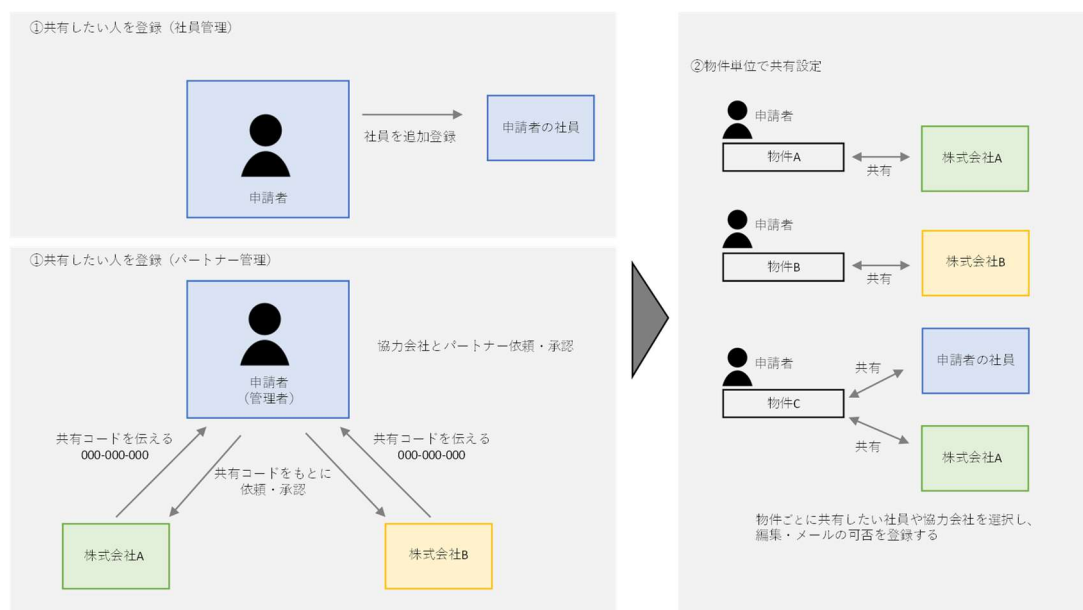 ①共有したい人を登録（社員管理）
申請者
社員を追加登録
申請者の社員
①共有したい人を登録（パートナー管理）
申請者
（管理者）
協力会社とパートナー依頼・承認
共有コードを伝える
000-000-000
共有コードをもとに
依頼・承認
共有コードを伝える
000-000-000
株式会社A
株式会社B
②物件単位で共有設定
申請者
物件A
共有
株式会社A
申請者
物件B
共有
株式会社B
申請者
物件C
共有
申請者の社員
共有
株式会社A
物件ごとに共有したい社員や協力会社を選択し、
編集・メールの可否を登録する